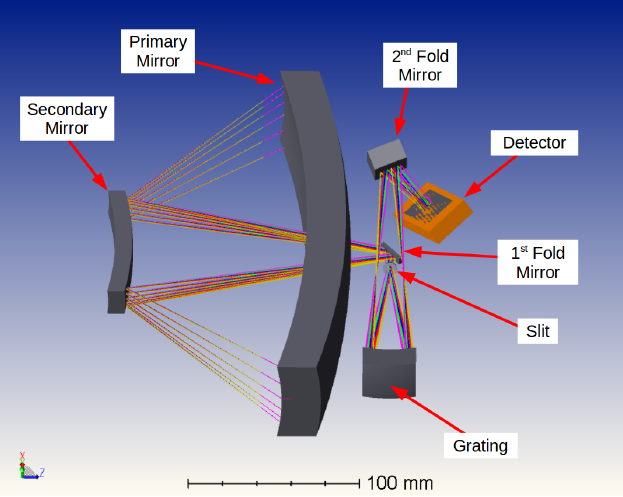 Primary
Mirror
2nd Fold
Mirror
Secondary
Mirror
Detector
1st Fold
Mirror
Slit
Grating
X
Z
100 mm